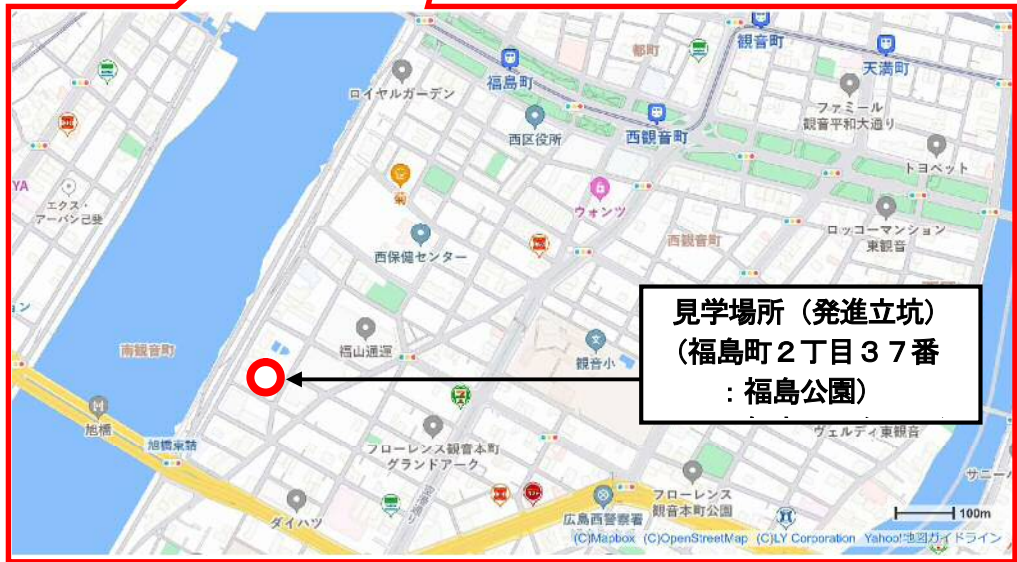 観音町
都町
天満町
福島町
ロイヤルガーデン
ファミール
観音平和大通り
西区役所
西観音町
トヨペット
YA
エクス・
アーバン己斐
菊
ウォンツ
ロッコーマンション
東観音
西観音町
西保健センター
見学場所（発進立坑）
（福島町２丁目３７番
：福島公園）
南観音町
福山通運
観音小
旭橋
旭橋東詰
フローレンス観音本町
グランドアーク
ヴェルディ東観音
サニー
フローレンス
観音本町公園
広島西警察署
ダイハツ
100m
(C)Mapbox (C)OpenStreetMap (C)LY Corporation Yahoo!地図ガイドライン